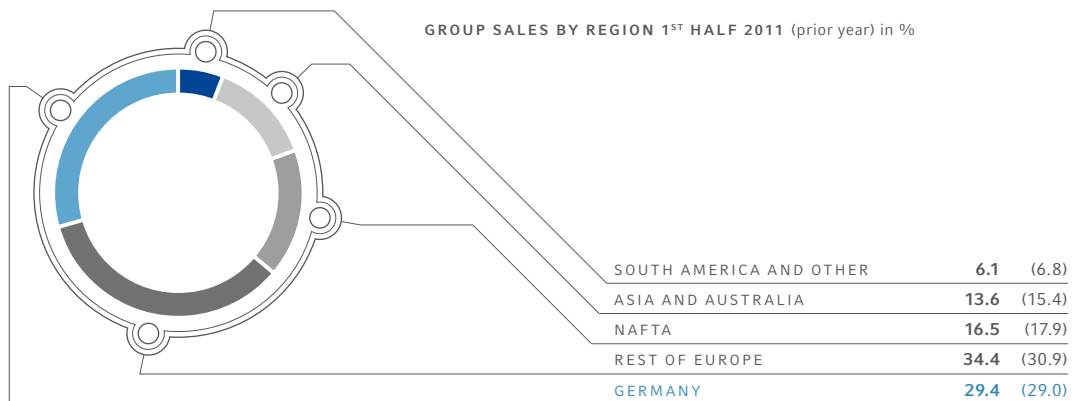 GROUP SALES BY REGION 1ST HALF 2011 (prior year) in %
SOUTH AMERICA AND OTHER 6.1 (6.8)
ASIA AND AUSTRALIA 13.6 (15.4)
NAFTA 16.5 (17.9)
REST OF EUROPE 34.4 (30.9)
GERMANY 29.4 (29.0)